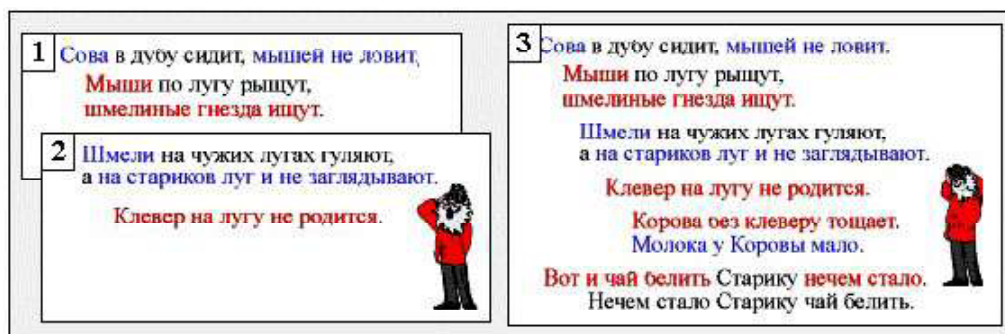 1
Сова в дубу сидит, мышей не ловит,
Мыши по лугу рыщут,
шмелиные гнезда ищут.
2
Шмели на чужих лугах гуляют,
а на стариков луг и не заглядывают.
Клевер на лугу не родится.
3
Сова в дубу сидит, мышей не ловит.
Мыши по лугу рыщут,
шмелиные гнезда ищут.
Шмели на чужих лугах гуляют,
а на стариков луг и не заглядывают.
Клевер на лугу не родится.
Корова без клеверу тощает.
Молока у Коровы мало.
Вот и чай белить Старику нечем стало.
Нечем стало Старику чай белить.